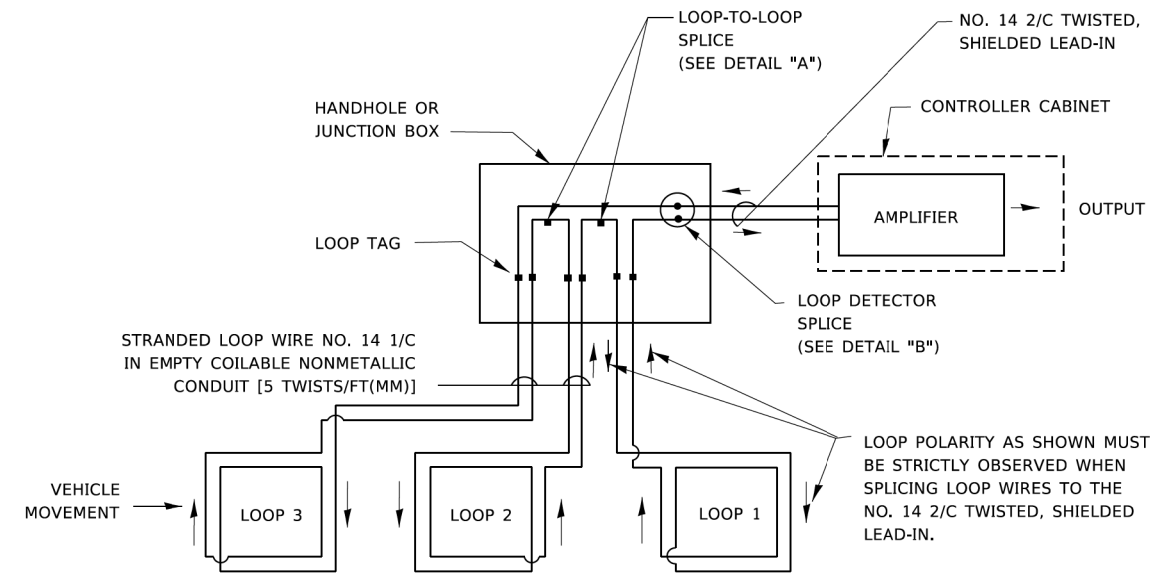 LOOP-TO-LOOP
SPLICE
(SEE DETAIL "A")
NO. 14 2/C TWISTED,
SHIELDED LEAD-IN
HANDHOLE OR
JUNCTION BOX
CONTROLLER CABINET
AMPLIFIER
OUTPUT
LOOP TAG
LOOP DETECTOR
SPLICE
(SEE DETAIL "B")
STRANDED LOOP WIRE NO. 14 1/C
IN EMPTY COILABLE NONMETALLIC
CONDUIT [5 TWISTS/FT(MM)]
LOOP POLARITY AS SHOWN MUST
BE STRICTLY OBSERVED WHEN
SPLICING LOOP WIRES TO THE
NO. 14 2/C TWISTED, SHIELDED
LEAD-IN.
VEHICLE
MOVEMENT
LOOP 3
LOOP 2
LOOP 1